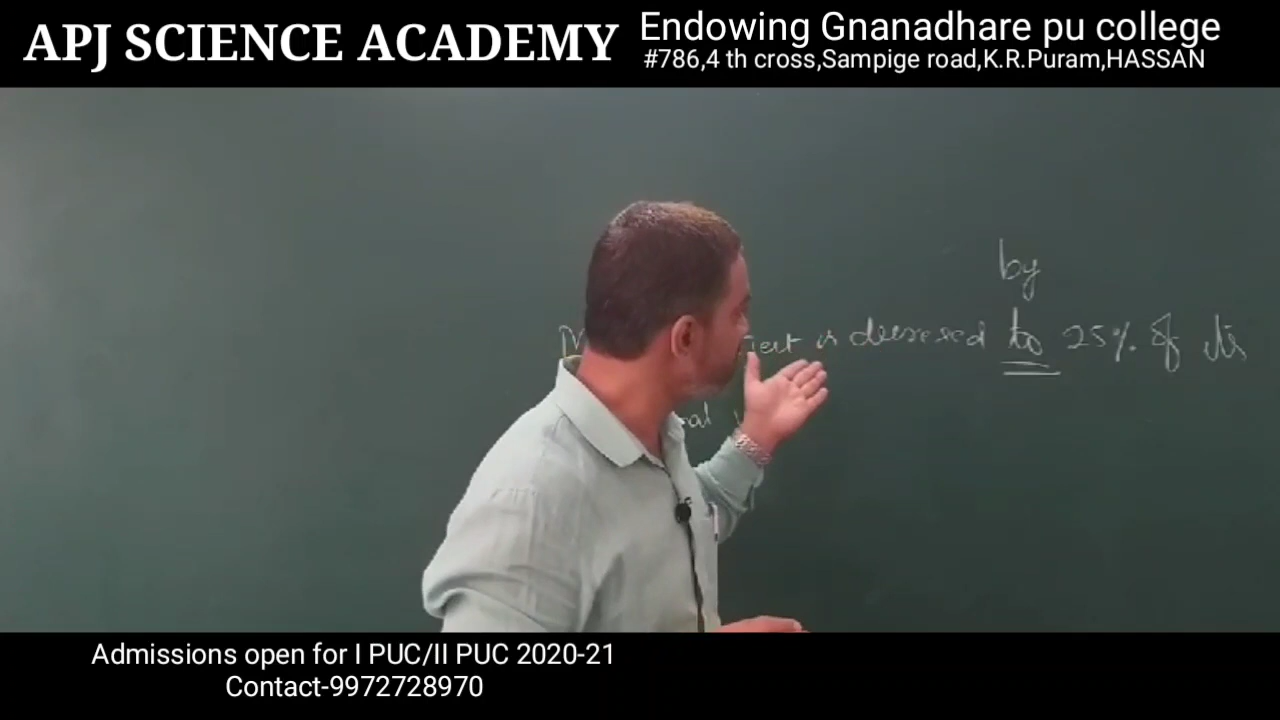 APJ SCIENCE ACADEMY
Endowing Gnanadhare pu college
#786,4 th cross,Sampige road,K.R.Puram,HASSAN
by
is decreased to 25% of its
Admissions open for I PUC/II PUC 2020-21
Contact-9972728970